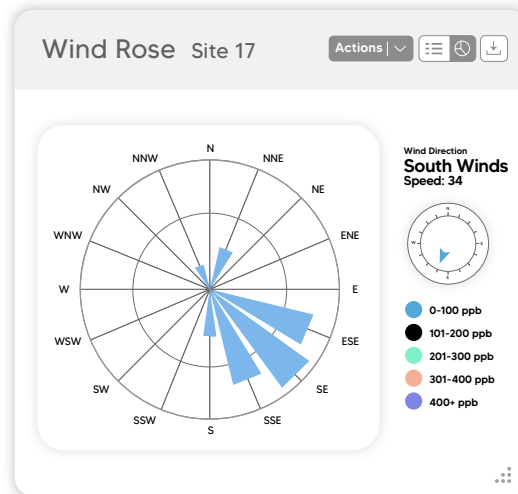 Wind Rose Site 17
Actions
N
NNW
NNE
NW
NE
WNW
ENE
W
E
WSW
ESE
SW
SE
SSW
SSE
S
Wind Direction
South Winds
Speed: 34
N
W
E
S
0-100 ppb
101-200 ppb
201-300 ppb
301-400 ppb
400+ ppb